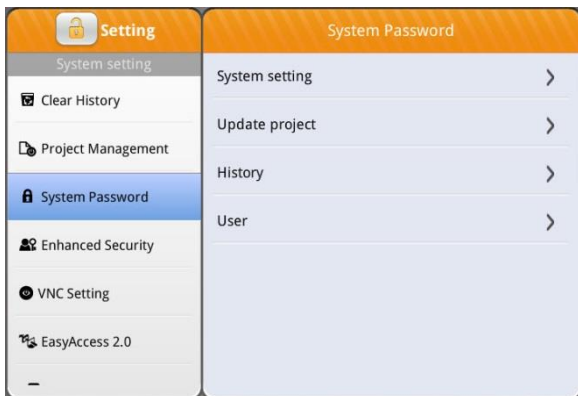 Setting
System setting
Clear History
Project Management
System Password
Enhanced Security
VNC Setting
EasyAccess 2.0
System Password
System setting
Update project
History
User